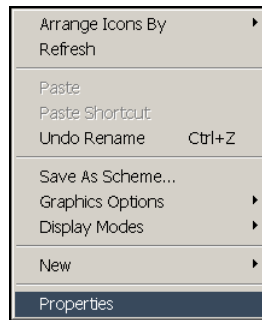 Arrange Icons By
Refresh
Paste
Paste Shortcut
Undo Rename Ctrl+Z
Save As Scheme...
Graphics Options
Display Modes
New
Properties